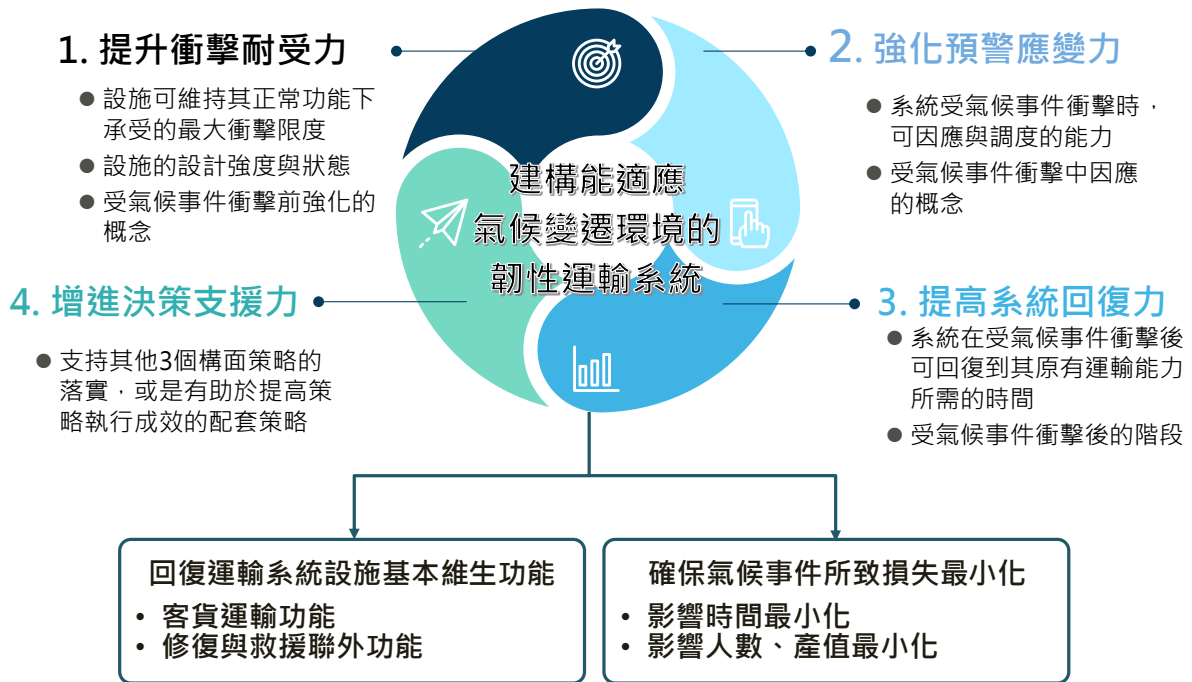 1. 提升衝擊耐受力
● 設施可維持其正常功能下
承受的最大衝擊限度
● 設施的設計強度與狀態
● 受氣候事件衝擊前強化的
概念
2. 強化預警應變力
● 系統受氣候事件衝擊時，
可因應與調度的能力
● 受氣候事件衝擊中因應
的概念
建構能適應
氣候變遷環境的
韌性運輸系統
4. 增進決策支援力
● 支持其他3個構面策略的
落實，或是有助於提高策
略執行成效的配套策略
3. 提高系統回復力
● 系統在受氣候事件衝擊後
可回復到其原有運輸能力
所需的時間
● 受氣候事件衝擊後的階段
回復運輸系統設施基本維生功能
• 客貨運輸功能
• 修復與救援聯外功能
確保氣候事件所致損失最小化
• 影響時間最小化
• 影響人數、產值最小化